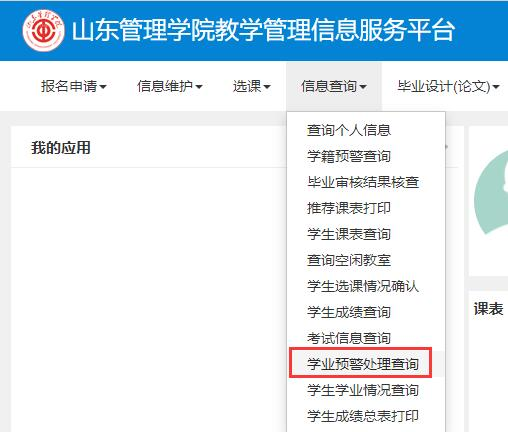 山东管理学院教学管理信息服务平台
报名申请 信息维护 选课 信息查询 毕业设计(论文)
我的应用
查询个人信息
学籍预警查询
毕业审核结果核查
推荐课表打印
学生课表查询
查询空闲教室
学生选课情况确认
学生成绩查询
考试信息查询
学业预警处理查询
学生学业情况查询
学生成绩总表打印
课表